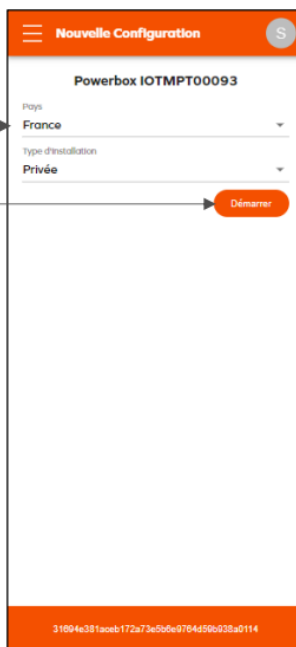 Nouvelle Configuration
S
Powerbox IOTMPT00093
Pays
France
Type d'installation
Privée
Démarrer
31694e381aceb172a73e5b6e9764d59b938a0114